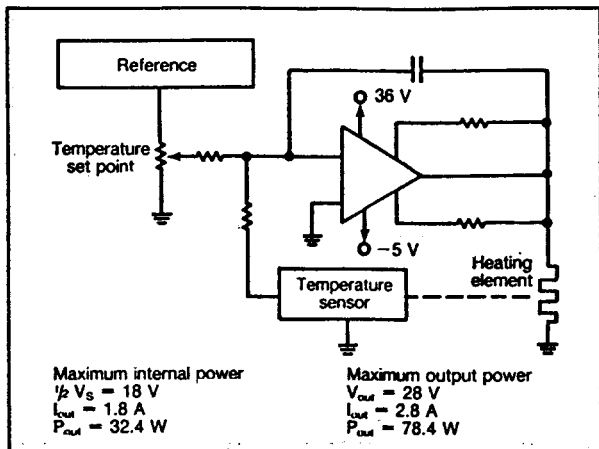 Reference
36 V
Temperature
set point
−5 V
Heating
element
Temperature
sensor
Maximum internal power
½ Vs = 18 V
Iout = 1.8 A
Pout = 32.4 W
Maximum output power
Vout = 28 V
Iout = 2.8 A
Pout = 78.4 W